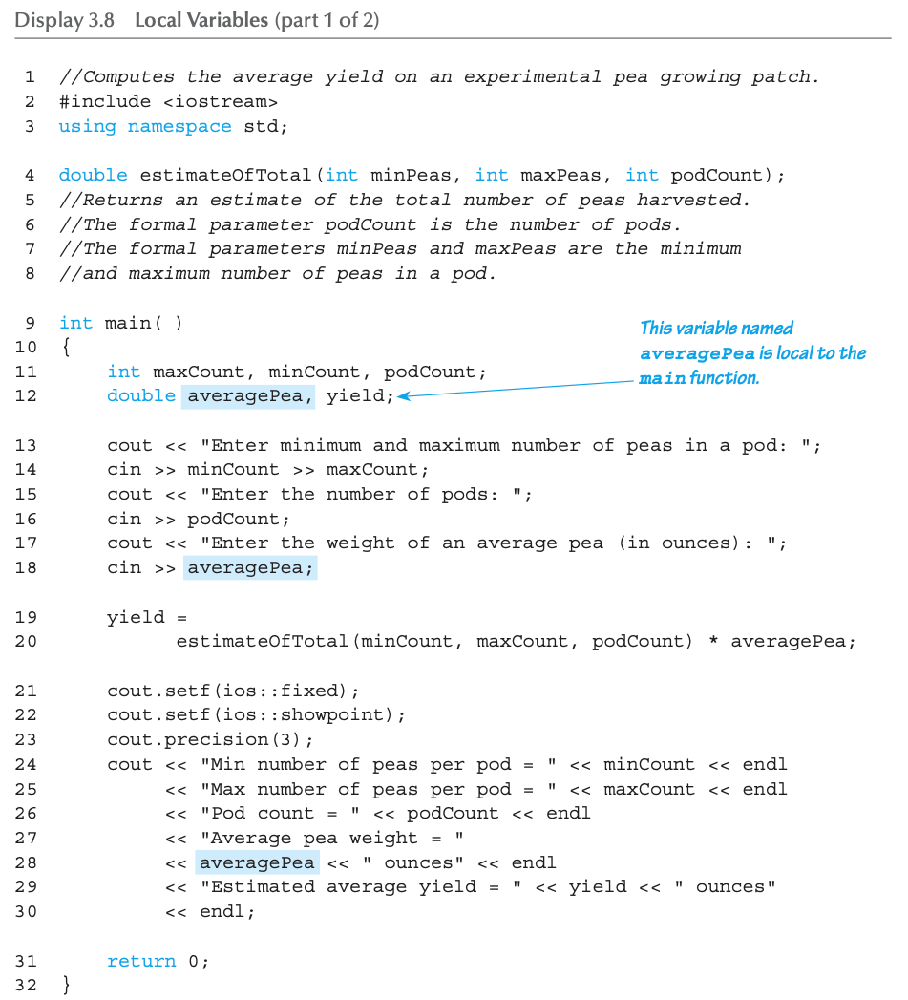 Display 3.8 Local Variables (part 1 of 2)
1 //Computes the average yield on an experimental pea growing patch.
2 #include <iostream>
3 using namespace std;
4 double estimateOfTotal(int minPeas, int maxPeas, int podCount);
5 //Returns an estimate of the total number of peas harvested.
6 //The formal parameter podCount is the number of pods.
7 //The formal parameters minPeas and maxPeas are the minimum
8 //and maximum number of peas in a pod.
9 int main( )
10 {
11 int maxCount, minCount, podCount;
12 double averagePea, yield;
This variable named
averagePea is local to the
main function.
13 cout << "Enter minimum and maximum number of peas in a pod: ";
14 cin >> minCount >> maxCount;
15 cout << "Enter the number of pods: ";
16 cin >> podCount;
17 cout << "Enter the weight of an average pea (in ounces): ";
18 cin >> averagePea;
19 yield =
20 estimateOfTotal(minCount, maxCount, podCount) * averagePea;
21 cout.setf(ios::fixed);
22 cout.setf(ios::showpoint);
23 cout.precision(3);
24 cout << "Min number of peas per pod = " << minCount << endl
25 << "Max number of peas per pod = " << maxCount << endl
26 << "Pod count = " << podCount << endl
27 << "Average pea weight = "
28 << averagePea << " ounces" << endl
29 << "Estimated average yield = " << yield << " ounces"
30 << endl;
31 return 0;
32 }